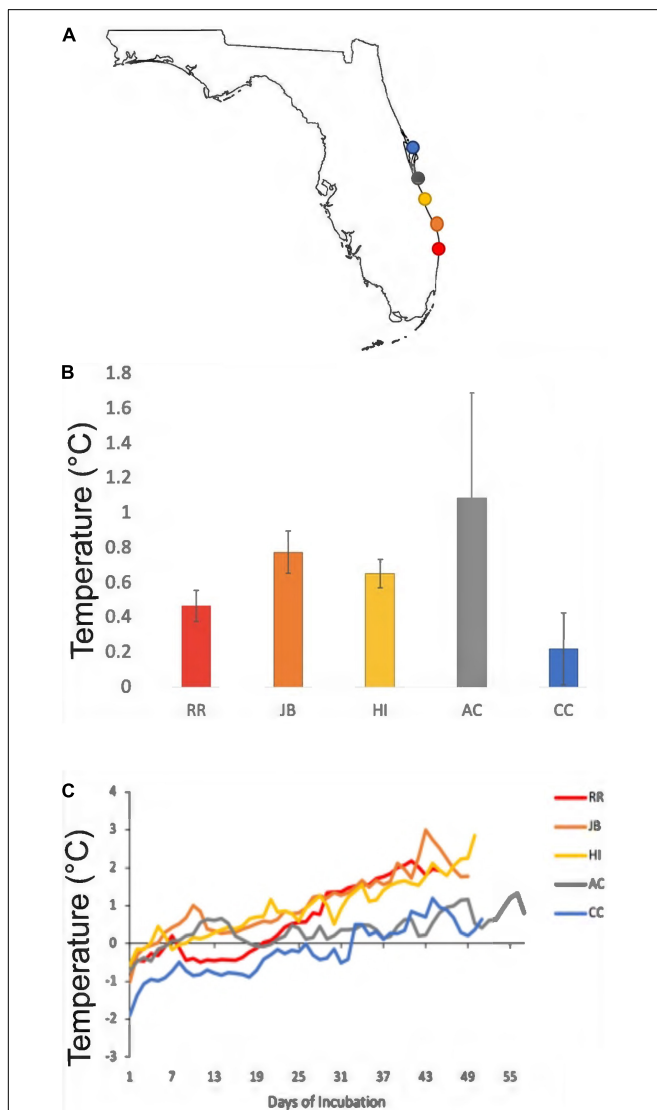 A
B
Temperature (°C)
1.8
1.6
1.4
1.2
1
0.8
0.6
0.4
0.2
0
RR JB HI AC CC
C
Temperature (°C)
4
3
2
1
0
-1
-2
-3
1 7 13 19 25 31 37 43 49 55
Days of Incubation
RR
JB
HI
AC
CC